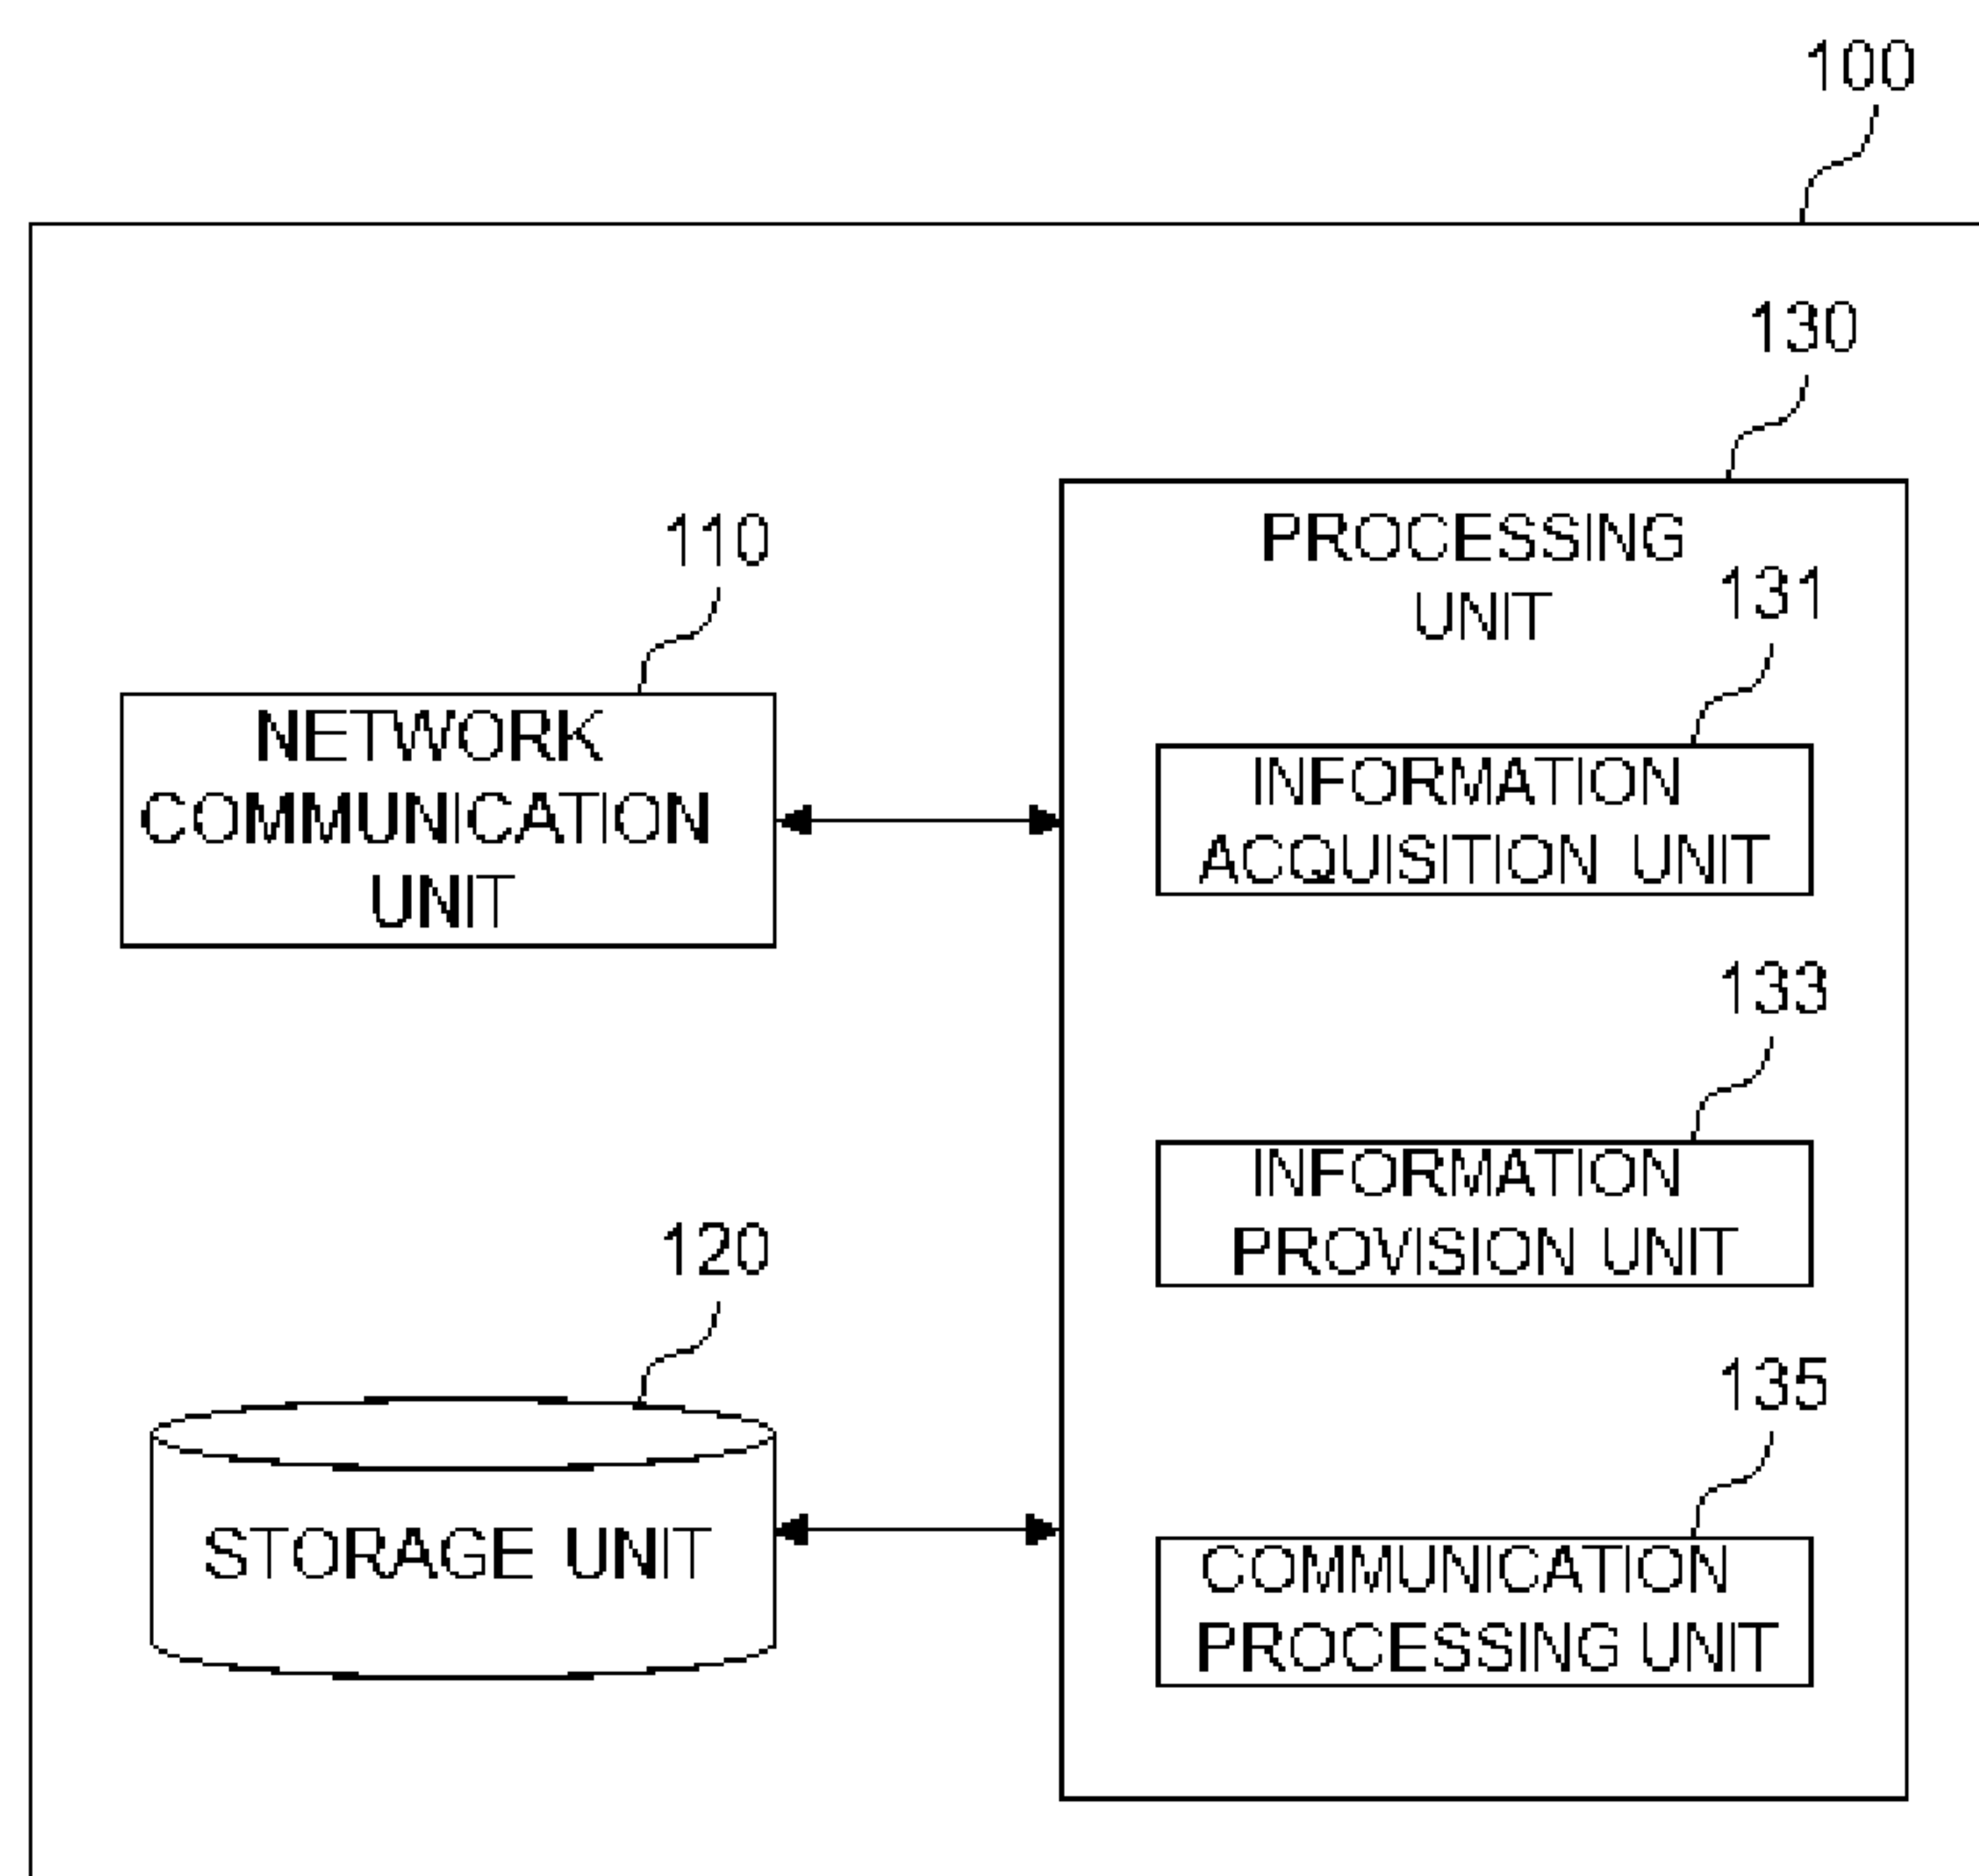 100
130
PROCESSING
UNIT
110
131
NETWORK
COMMUNICATION
UNIT
INFORMATION
ACQUISITION UNIT
133
INFORMATION
PROVISION UNIT
120
135
STORAGE UNIT
COMMUNICATION
PROCESSING UNIT